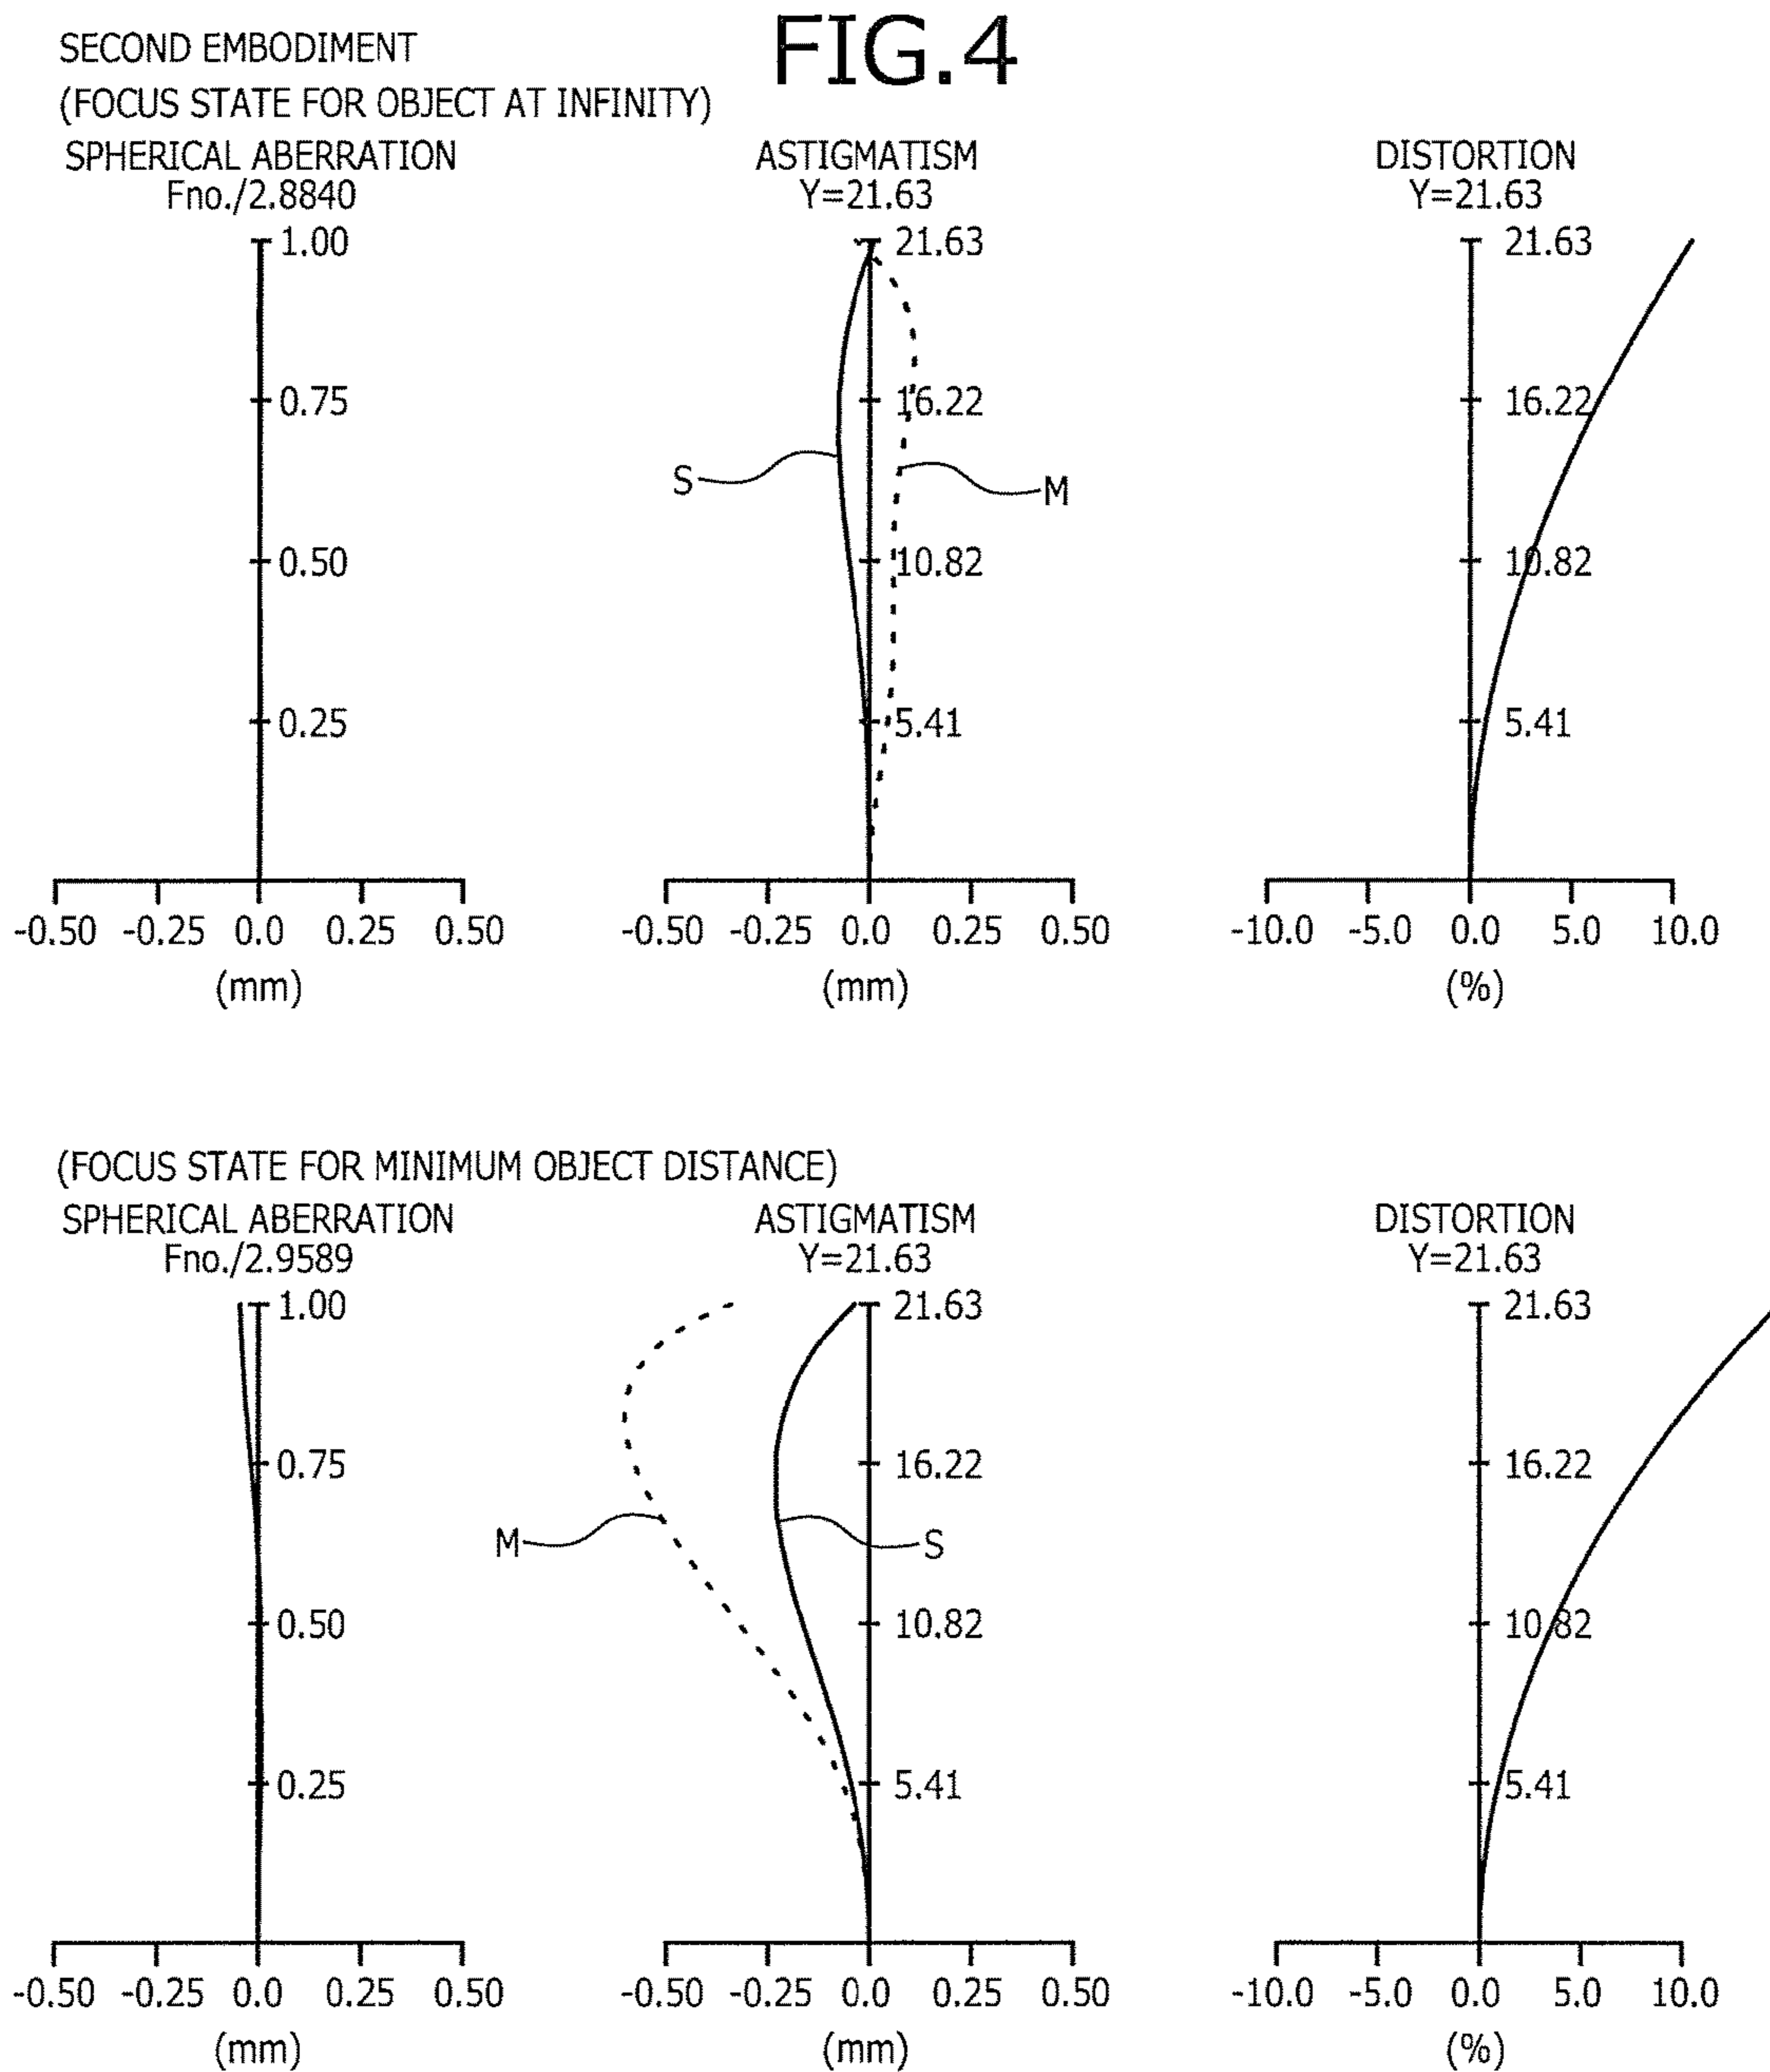 FIG.4
SECOND EMBODIMENT
(FOCUS STATE FOR OBJECT AT INFINITY)
SPHERICAL ABERRATION
Fno./2.8840
1.00
0.75
0.50
0.25
-0.50 -0.25 0.0 0.25 0.50
(mm)
ASTIGMATISM
Y=21.63
21.63
16.22
S
M
10.82
5.41
-0.50 -0.25 0.0 0.25 0.50
(mm)
DISTORTION
Y=21.63
21.63
16.22
10.82
5.41
-10.0 -5.0 0.0 5.0 10.0
(%)
(FOCUS STATE FOR MINIMUM OBJECT DISTANCE)
SPHERICAL ABERRATION
Fno./2.9589
1.00
0.75
0.50
0.25
-0.50 -0.25 0.0 0.25 0.50
(mm)
ASTIGMATISM
Y=21.63
21.63
16.22
M
S
10.82
5.41
-0.50 -0.25 0.0 0.25 0.50
(mm)
DISTORTION
Y=21.63
21.63
16.22
10.82
5.41
-10.0 -5.0 0.0 5.0 10.0
(%)